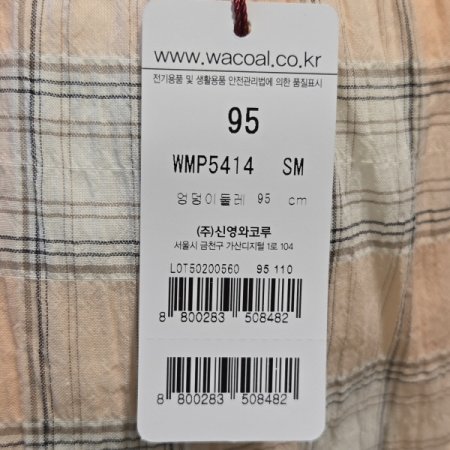 www.wacoal.co.kr
전기용품 및 생활용품 안전관리법에 의한 품질표시
95
WMP5414 SM
엉덩이둘레 95 cm
(주)신영와코루
서울시 금천구 가산디지털 1로 104
LOT50200560 95 110
8 800283 508482
8 800283 508482